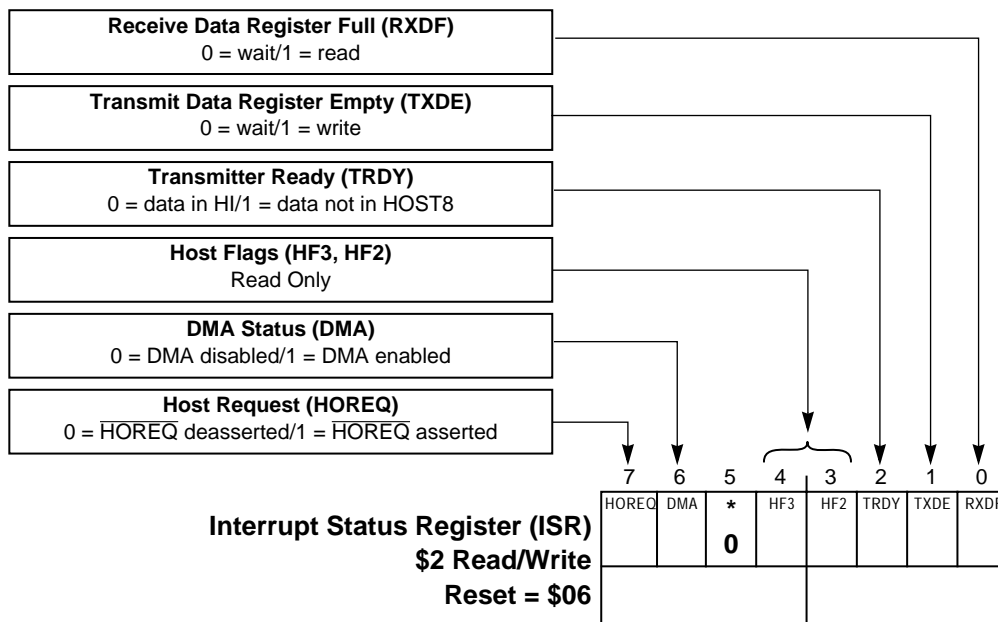 Receive Data Register Full (RXDF)
0 = wait/1 = read
Transmit Data Register Empty (TXDE)
0 = wait/1 = write
Transmitter Ready (TRDY)
0 = data in HI/1 = data not in HOST8
Host Flags (HF3, HF2)
Read Only
DMA Status (DMA)
0 = DMA disabled/1 = DMA enabled
Host Request (HOREQ)
0 = HOREQ deasserted/1 = HOREQ asserted
7 6 5 4 3 2 1 0
HOREQ DMA * HF3 HF2 TRDY TXDE RXDF
0
Interrupt Status Register (ISR)
$2 Read/Write
Reset = $06